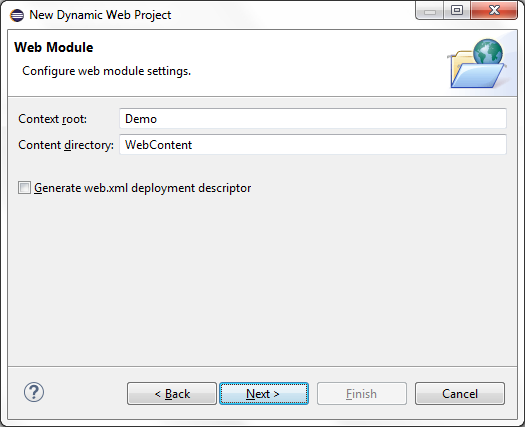 New Dynamic Web Project
Web Module
Configure web module settings.
Context root: Demo
Content directory: WebContent
Generate web.xml deployment descriptor
? < Back Next > Finish Cancel